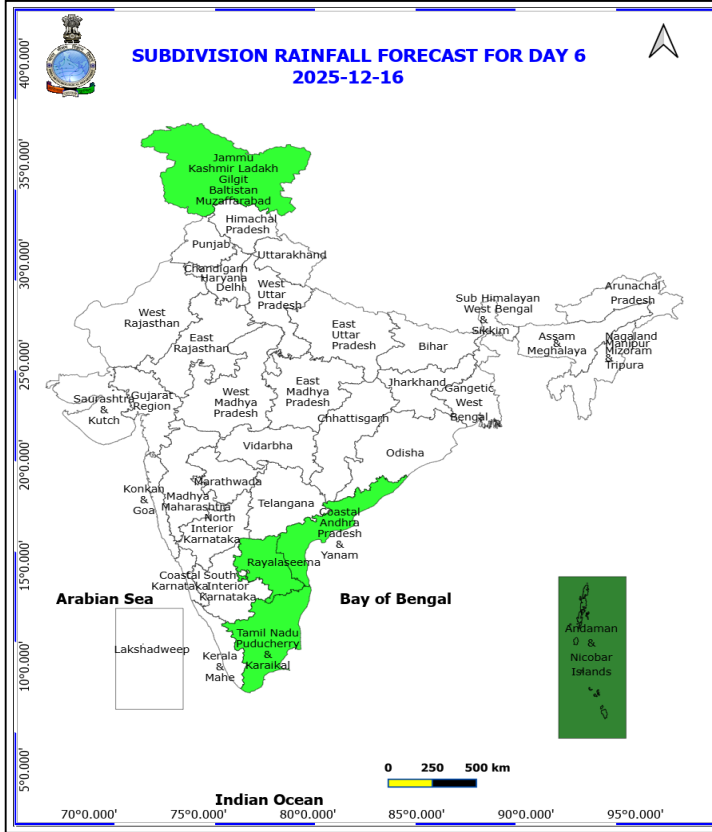 SUBDIVISION RAINFALL FORECAST FOR DAY 6
2025-12-16
40°0.000'
35°0.000'
30°0.000'
25°0.000'
20°0.000'
15°0.000'
10°0.000'
5°0.000'
Jammu
Kashmir Ladakh
Gilgit
Baltistan
Muzaffarabad
Himachal
Pradesh
Punjab
Uttarakhand
Chandigarh
Haryana
Delhi
West
Uttar
Pradesh
West
Rajasthan
East
Rajasthan
East
Uttar
Pradesh
Bihar
Sub Himalayan
West Bengal
&
Sikkim
Arunachal
Pradesh
Assam
&
Meghalaya
Nagaland
Manipur
Mizoram
&
Tripura
Saurashtra
&
Kutch
Gujarat
Region
West
Madhya
Pradesh
East
Madhya
Pradesh
Jharkhand
Gangetic
West
Bengal
Chhattisgarh
Odisha
Vidarbha
Konkan
&
Goa
Marathwada
Madhya
Maharashtra
North
Interior
Karnataka
Telangana
Coastal
Andhra
Pradesh
&
Yanam
Rayalaseema
Coastal
Karnataka
South
Interior
Karnataka
Arabian Sea
Bay of Bengal
Lakshadweep
Kerala
&
Mahe
Tamil Nadu
Puducherry
&
Karaikal
Andaman
&
Nicobar
Islands
0 250 500 km
Indian Ocean
70°0.000' 75°0.000' 80°0.000' 85°0.000' 90°0.000' 95°0.000'